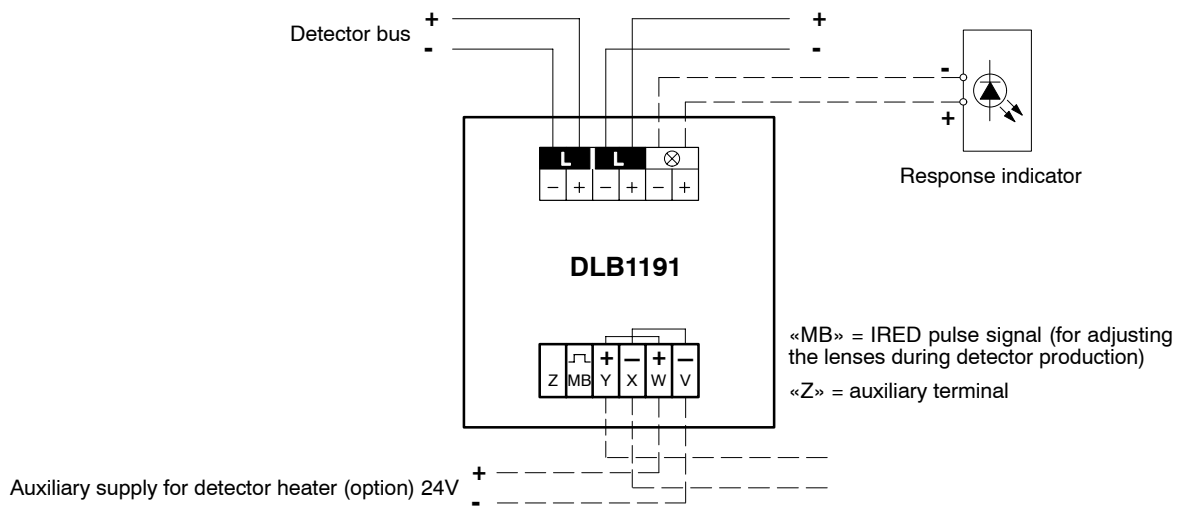 Detector bus
+
-
+
-
-
+
Response indicator
L L
− + − + − +
DLB1191
+ − + −
Z MB Y X W V
«MB» = IRED pulse signal (for adjusting
the lenses during detector production)
«Z» = auxiliary terminal
Auxiliary supply for detector heater (option) 24V
+
-